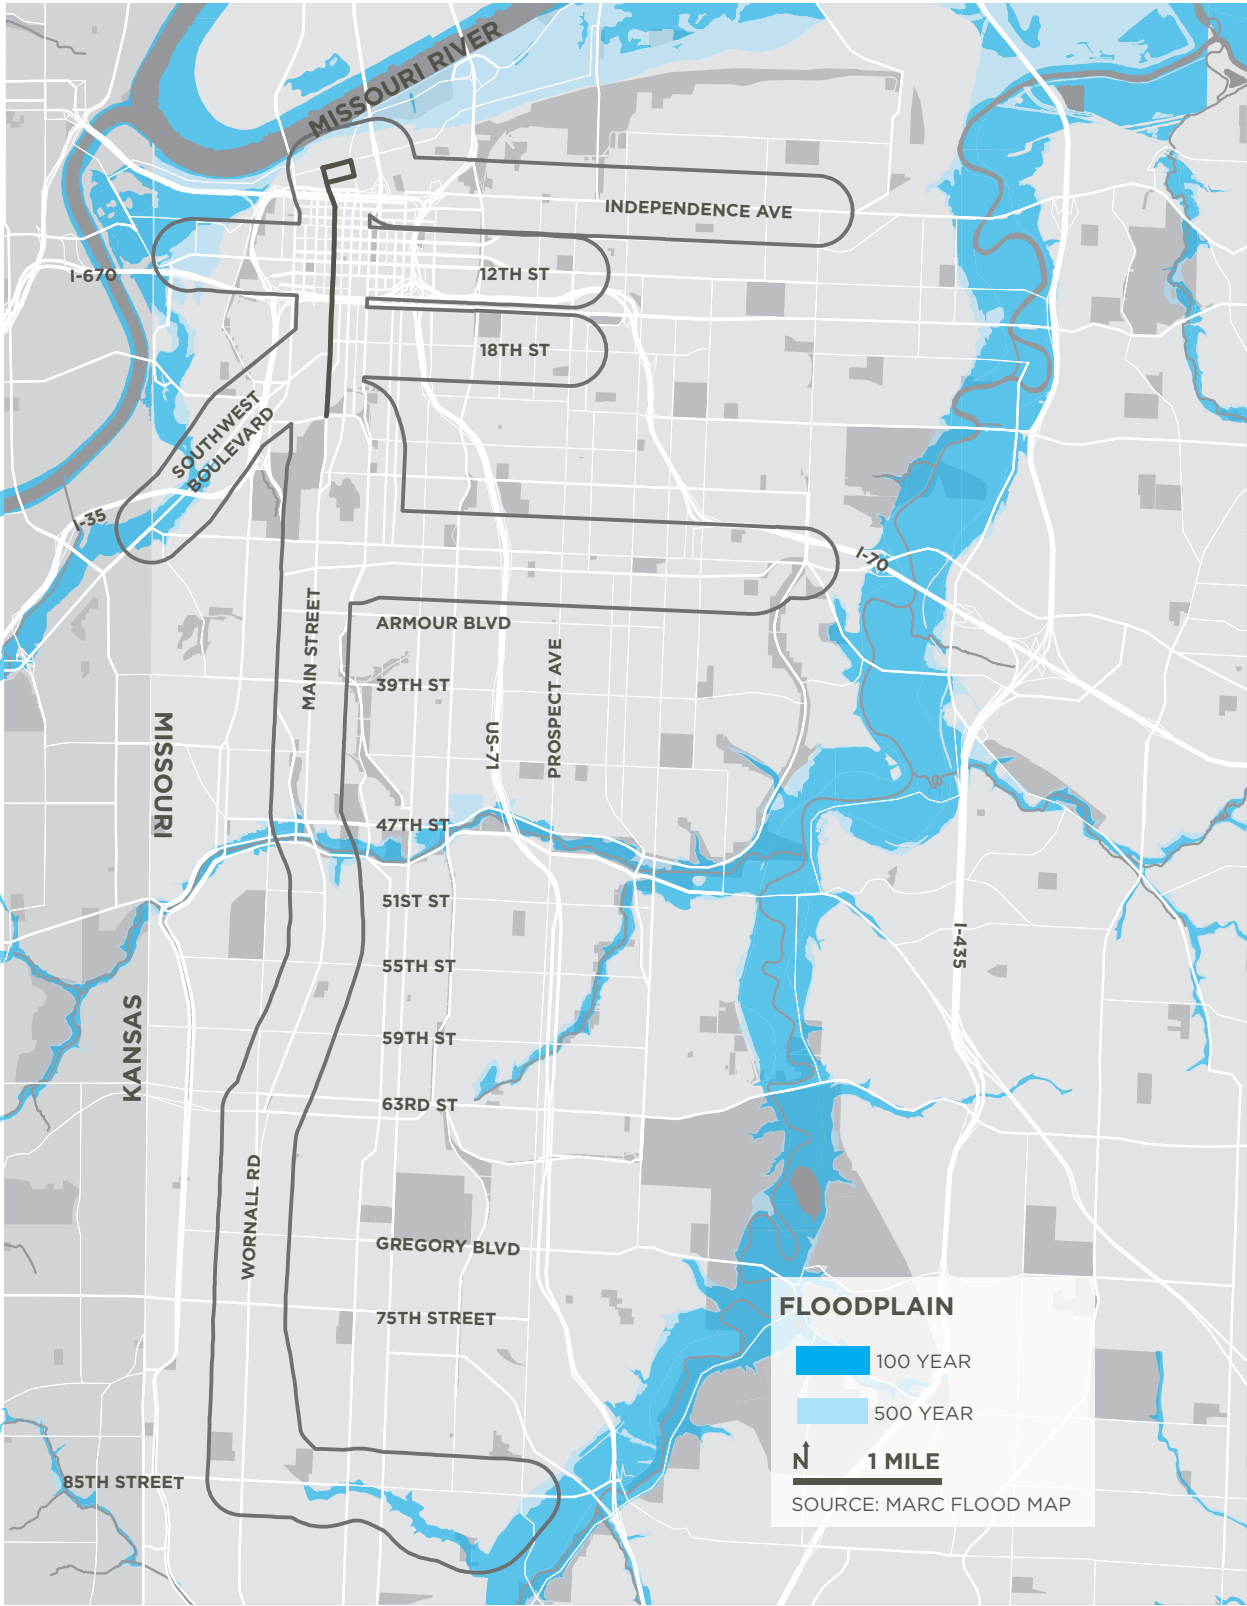 MISSOURI RIVER
INDEPENDENCE AVE
I-670
12TH ST
18TH ST
SOUTHWEST
BOULEVARD
I-35
I-70
MAIN STREET
ARMOUR BLVD
PROSPECT AVE
39TH ST
US-71
MISSOURI
47TH ST
51ST ST
I-435
55TH ST
KANSAS
59TH ST
63RD ST
WORNALL RD
GREGORY BLVD
75TH STREET
85TH STREET
FLOODPLAIN
100 YEAR
500 YEAR
N 1 MILE
SOURCE: MARC FLOOD MAP